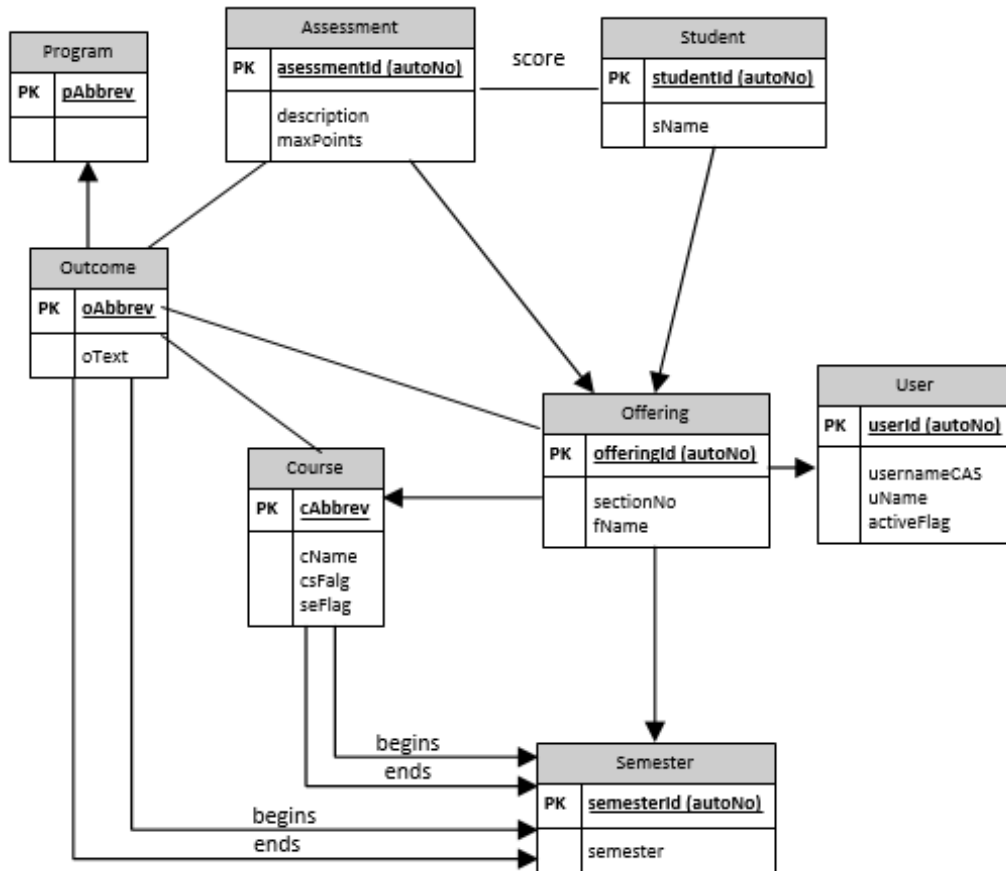 Program
PK pAbbrev
Assessment
PK asessmentId (autoNo)
description
maxPoints
score
Student
PK studentId (autoNo)
sName
Outcome
PK oAbbrev
oText
Course
PK cAbbrev
cName
csFalg
seFlag
Offering
PK offeringId (autoNo)
sectionNo
fName
User
PK userId (autoNo)
usernameCAS
uName
activeFlag
begins
ends
begins
ends
Semester
PK semesterId (autoNo)
semester